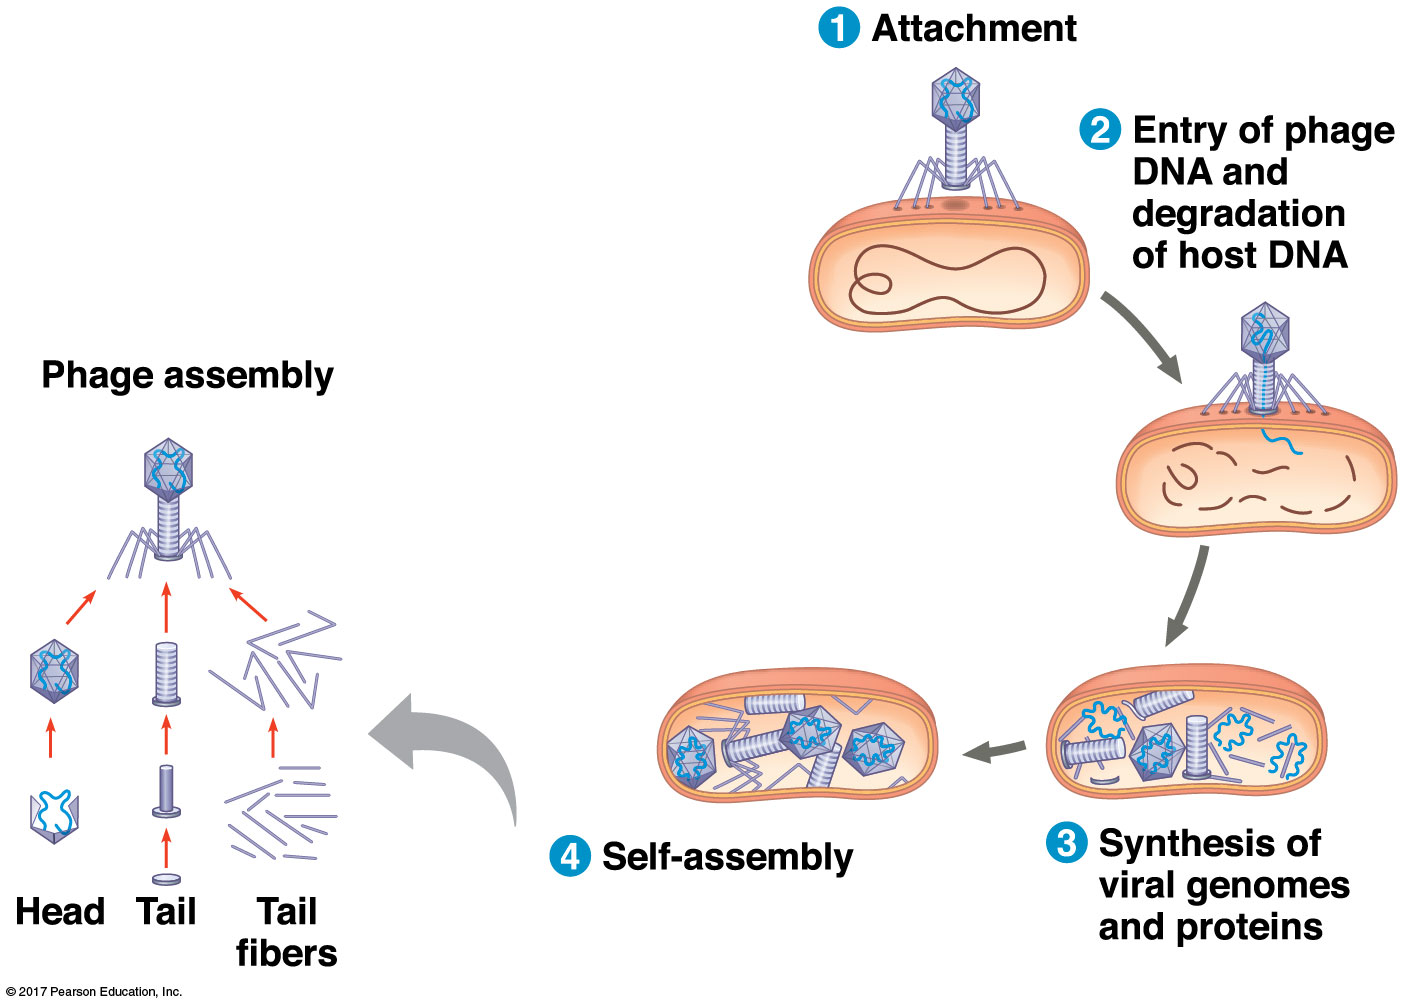 1 Attachment
2 Entry of phage
DNA and
degradation
of host DNA
3 Synthesis of
viral genomes
and proteins
4 Self-assembly
Phage assembly
Head
Tail
Tail
fibers
© 2017 Pearson Education, Inc.